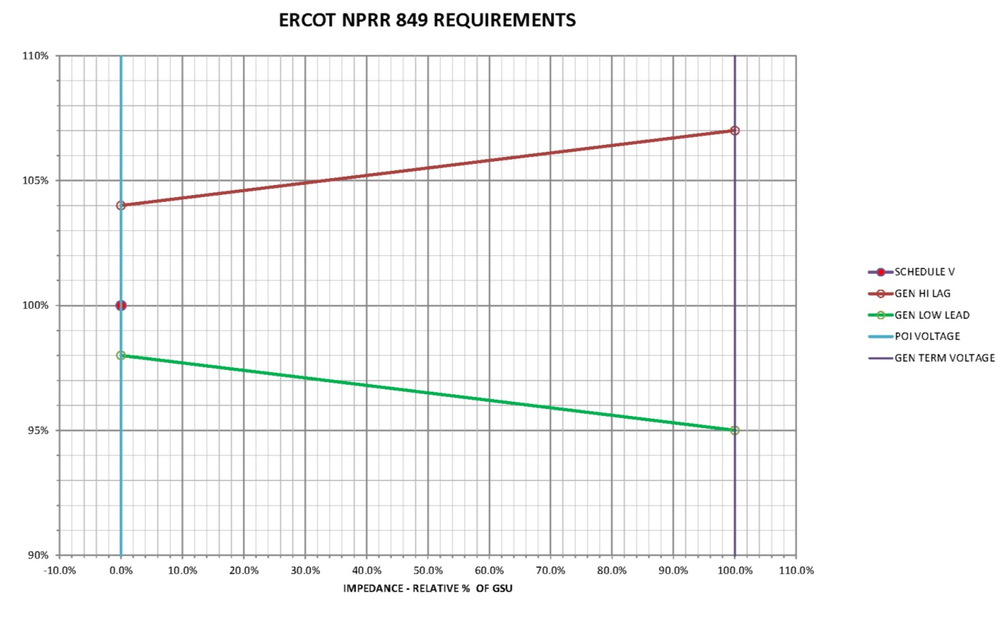 ERCOT NPRR 849 REQUIREMENTS
110%
105%
100%
95%
90%
-10.0% 0.0% 10.0% 20.0% 30.0% 40.0% 50.0% 60.0% 70.0% 80.0% 90.0% 100.0% 110.0%
IMPEDANCE - RELATIVE % OF GSU
SCHEDULE V
GEN HI LAG
GEN LOW LEAD
POI VOLTAGE
GEN TERM VOLTAGE